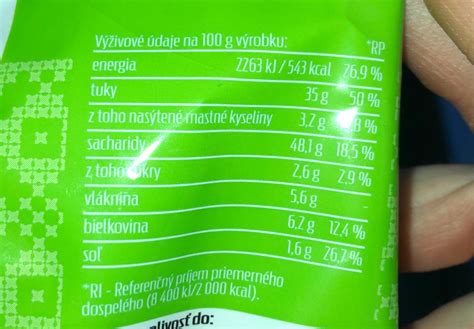 Výživové údaje na 100 g výrobku: *RP
energia 2263 kJ / 543 kcal 26,9 %
tuky 35 g 50 %
z toho nasýtené mastné kyseliny 3,2 g
sacharidy 48,1 g 18,5 %
z toho 2,6 g 2,9 %
vláknina 5,6 g
bielkovina 6,2 g 12,4 %
soľ 1,6 g 26,7 %
*RI - Referenčný príjem priemerného
dospelého (8 400 kJ/2 000 kcal).
do: